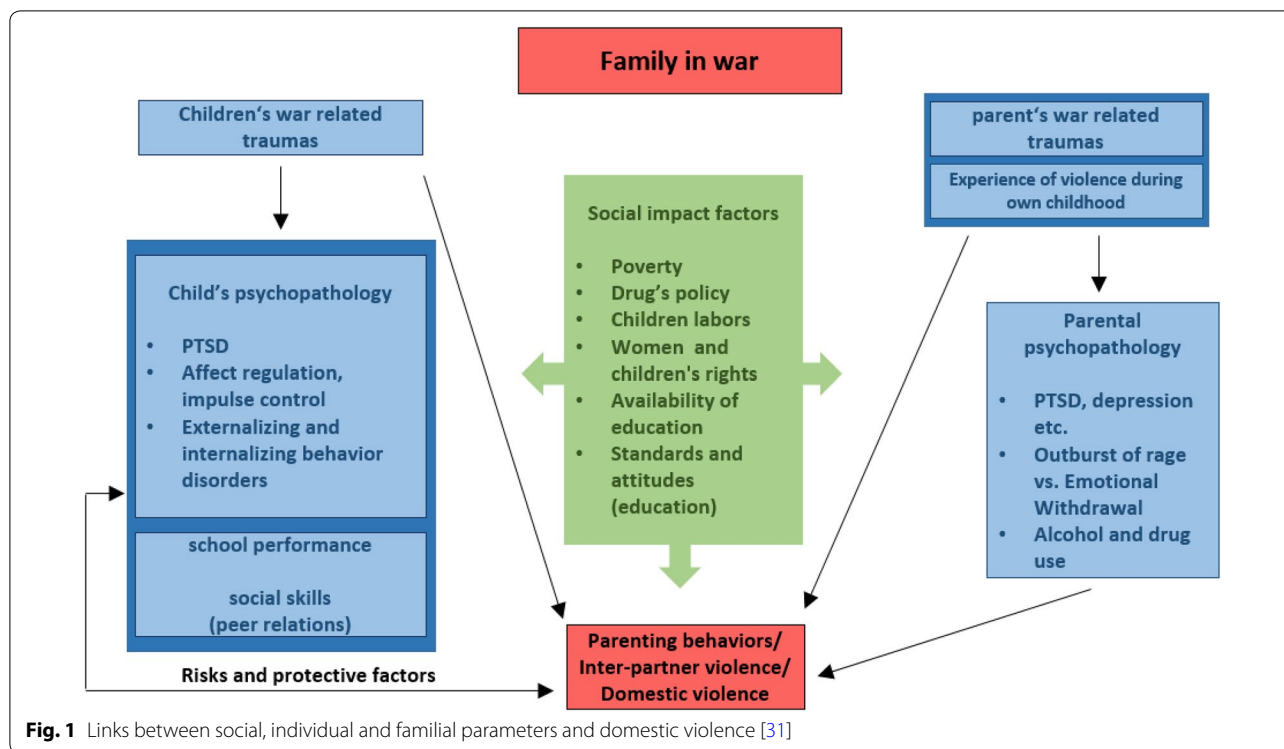 Family in war
Children‘s war related
traumas
parent‘s war related
traumas
Experience of violence during
own childhood
Child’s psychopathology
• PTSD
• Affect regulation,
impulse control
• Externalizing and
internalizing behavior
disorders
school performance
social skills
(peer relations)
Social impact factors
• Poverty
• Drug’s policy
• Children labors
• Women and
children's rights
• Availability of
education
• Standards and
attitudes
(education)
Parental
psychopathology
• PTSD, depression
etc.
• Outburst of rage
vs. Emotional
Withdrawal
• Alcohol and drug
use
Risks and protective factors
Parenting behaviors/
Inter-partner violence/
Domestic violence
Fig. 1 Links between social, individual and familial parameters and domestic violence [31]